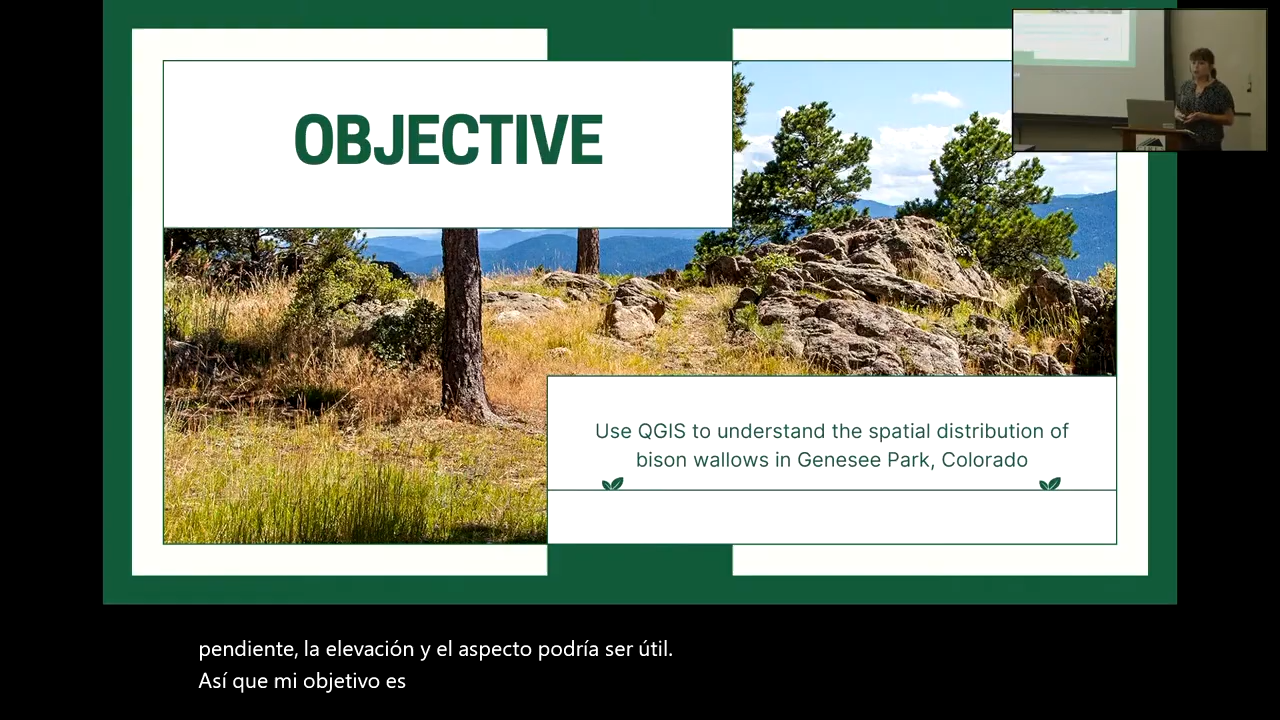 OBJECTIVE
Use QGIS to understand the spatial distribution of
bison wallows in Genesee Park, Colorado
pendiente, la elevación y el aspecto podría ser útil.
Así que mi objetivo es